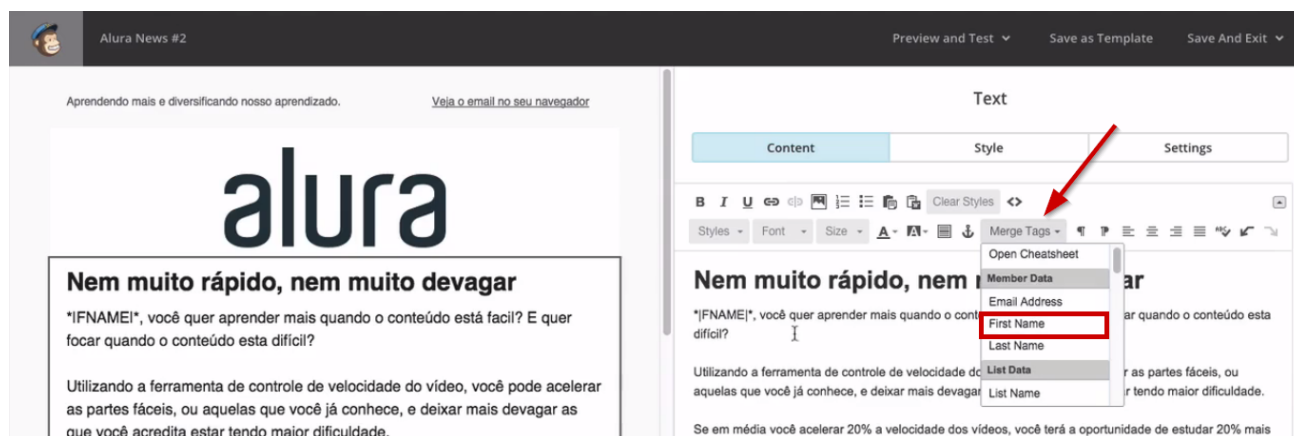 Alura News #2
Preview and Test
Save as Template
Save And Exit
Aprendendo mais e diversificando nosso aprendizado.
Veja o email no seu navegador
alura
Nem muito rápido, nem muito devagar
*|FNAME|*, você quer aprender mais quando o conteúdo está facil? E quer
focar quando o conteúdo esta difícil?
Utilizando a ferramenta de controle de velocidade do vídeo, você pode acelerar
as partes fáceis, ou aquelas que você já conhece, e deixar mais devagar as
que você acredita estar tendo maior dificuldade.
Text
Content
Style
Settings
B I U
Clear Styles
Styles
Font
Size
A
A
Merge Tags
Open Cheatsheet
Member Data
Email Address
First Name
Last Name
List Data
List Name
Nem muito rápido, nem ar
*|FNAME|*, você quer aprender mais quando o ar quando o conteúdo esta
difícil?
Utilizando a ferramenta de controle de velocidade r as partes fáceis, ou
aquelas que você já conhece, e deixar mais tendo maior dificuldade.
Se em média você acelerar 20% a velocidade dos vídeos, você terá a oportunidade de estudar 20% mais